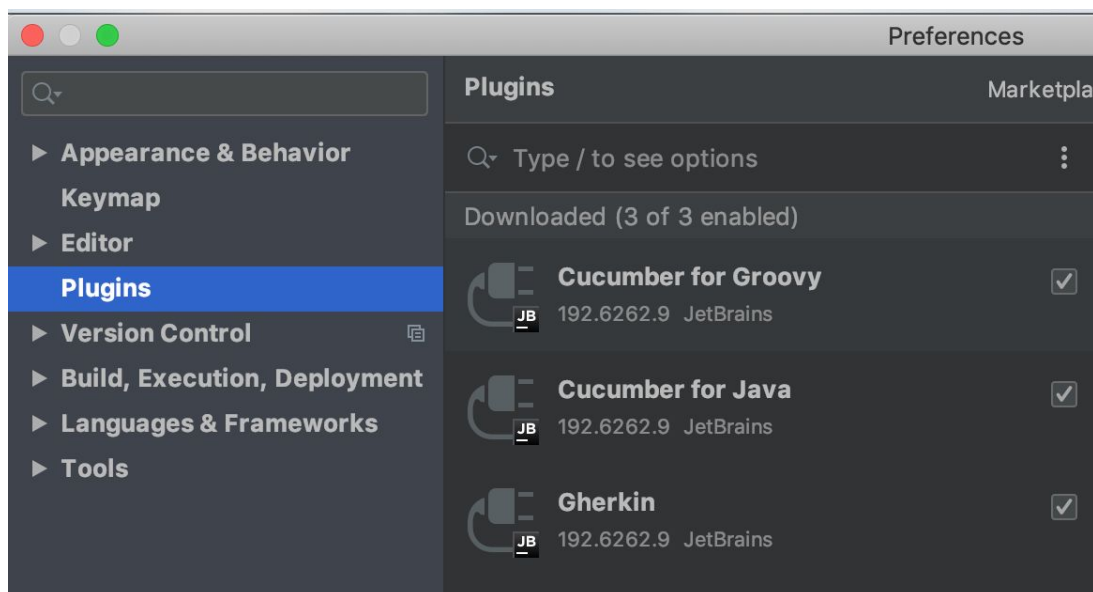 Preferences
Appearance & Behavior
Keymap
Editor
Plugins
Version Control
Build, Execution, Deployment
Languages & Frameworks
Tools
Plugins
Marketpla
Type / to see options
Downloaded (3 of 3 enabled)
Cucumber for Groovy
JB
192.6262.9 JetBrains
Cucumber for Java
JB
192.6262.9 JetBrains
Gherkin
JB
192.6262.9 JetBrains